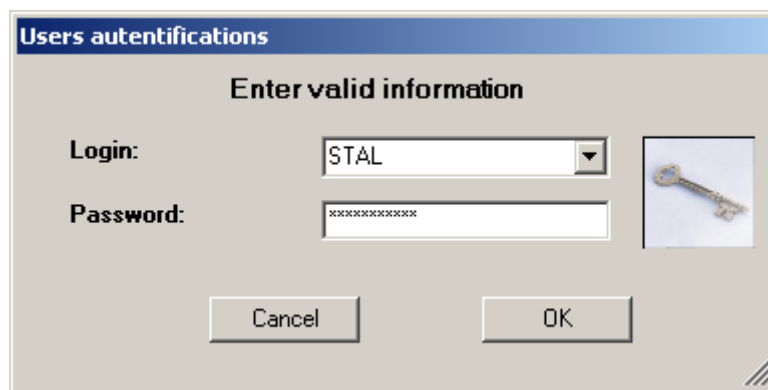 Users autentifications
Enter valid information
Login:
STAL
Password:
***********
Cancel
OK